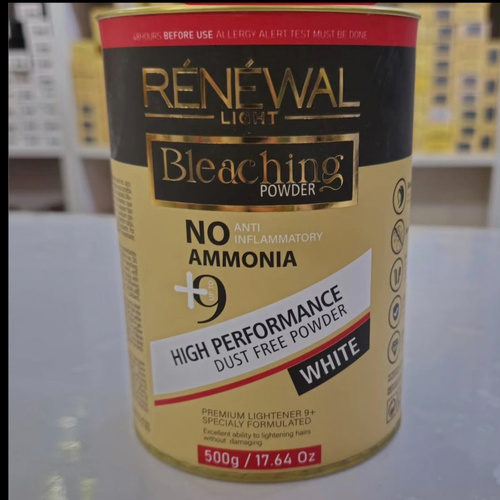 48 HOURS BEFORE USE ALLERGY ALERT TEST MUST BE DONE
RÉNÉWAL
LIGHT
Bleaching
POWDER
NO ANTI
INFLAMMATORY
AMMONIA
+9
HIGH PERFORMANCE
DUST FREE POWDER
WHITE
PREMIUM LIGHTENER 9+
SPECIALY FORMULATED
Excellent ability to lightening hairs
without damaging
500g / 17.64 Oz